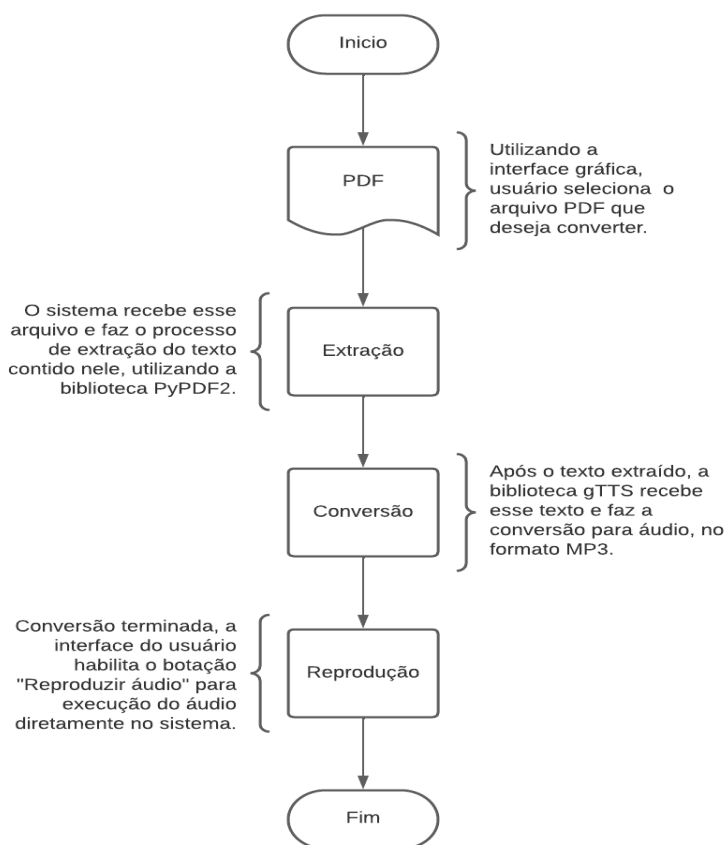 Inicio
PDF
Utilizando a
interface gráfica,
usuário seleciona o
arquivo PDF que
deseja converter.
O sistema recebe esse
arquivo e faz o processo
de extração do texto
contido nele, utilizando a
biblioteca PyPDF2.
Extração
Conversão
Após o texto extraído, a
biblioteca gTTS recebe
esse texto e faz a
conversão para áudio, no
formato MP3.
Conversão terminada, a
interface do usuário
habilita o botação
"Reproduzir áudio" para
execução do áudio
diretamente no sistema.
Reprodução
Fim